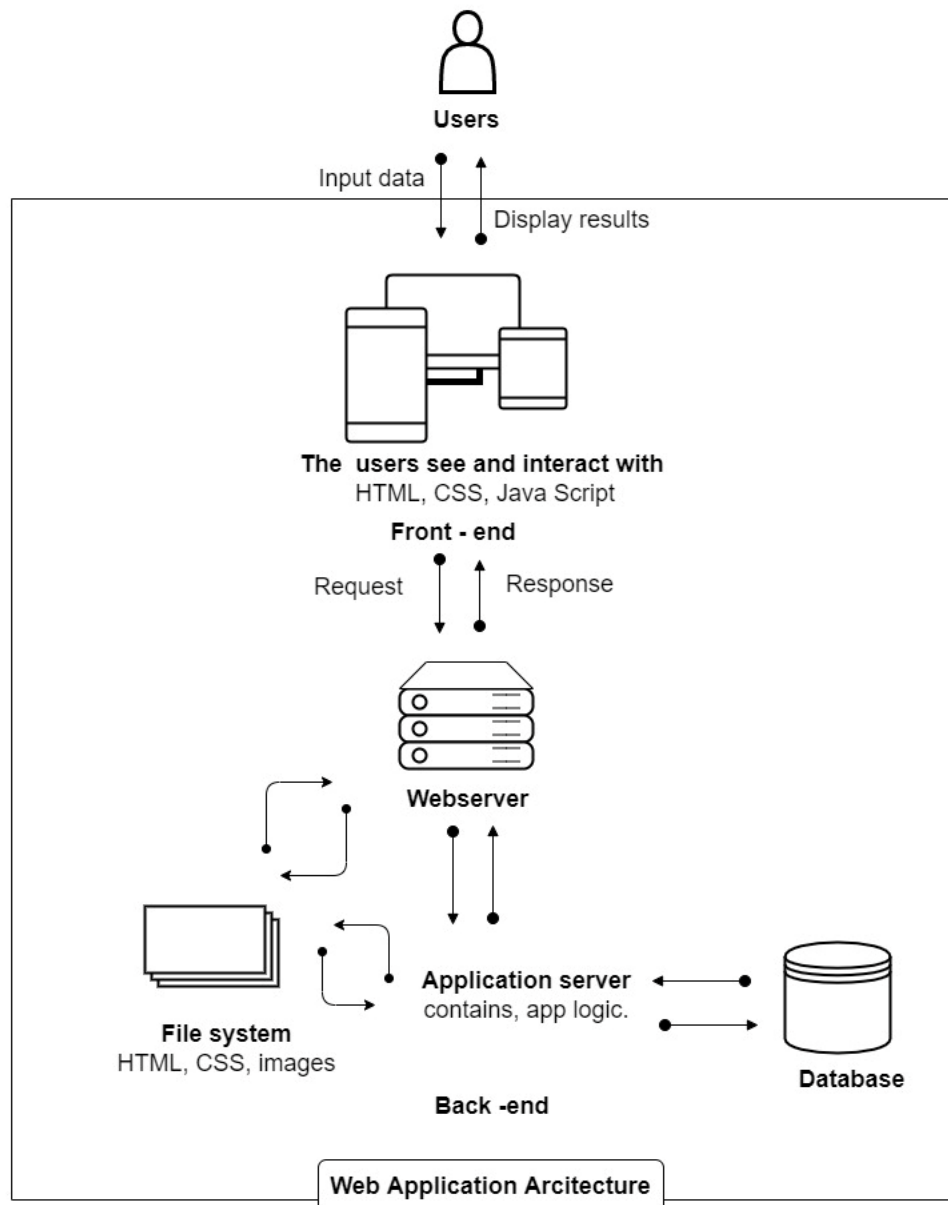 Users
Input data
Display results
The users see and interact with
HTML, CSS, Java Script
Front - end
Request
Response
Webserver
Application server
contains, app logic.
File system
HTML, CSS, images
Database
Back -end
Web Application Arcitecture